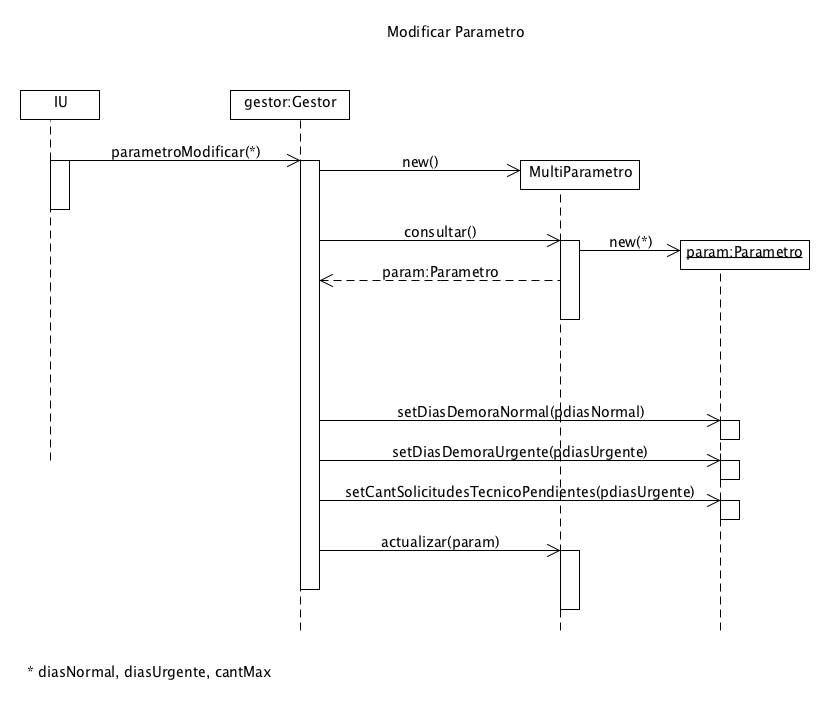 Modificar Parametro
IU
gestor:Gestor
parametroModificar(*)
new()
MultiParametro
consultar()
new(*)
param:Parametro
param:Parametro
setDiasDemoraNormal(pdiasNormal)
setDiasDemoraUrgente(pdiasUrgente)
setCantSolicitudesTecnicoPendientes(pdiasUrgente)
actualizar(param)
* diasNormal, diasUrgente, cantMax